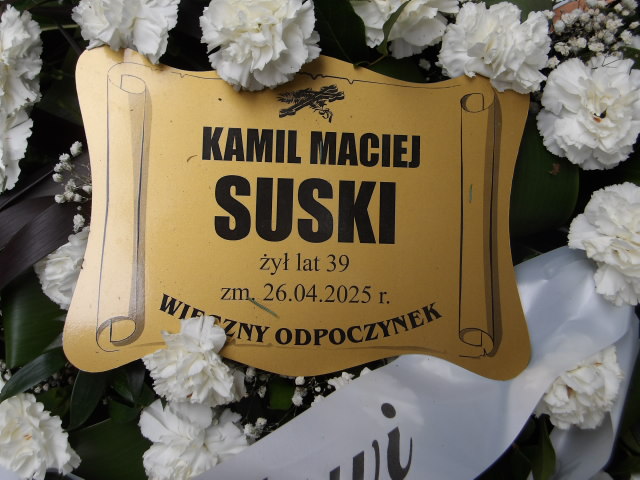 KAMIL MACIEJ
SUSKI
żył lat 39
zm. 26.04.2025 r.
WIECZNY ODPOCZYNEK